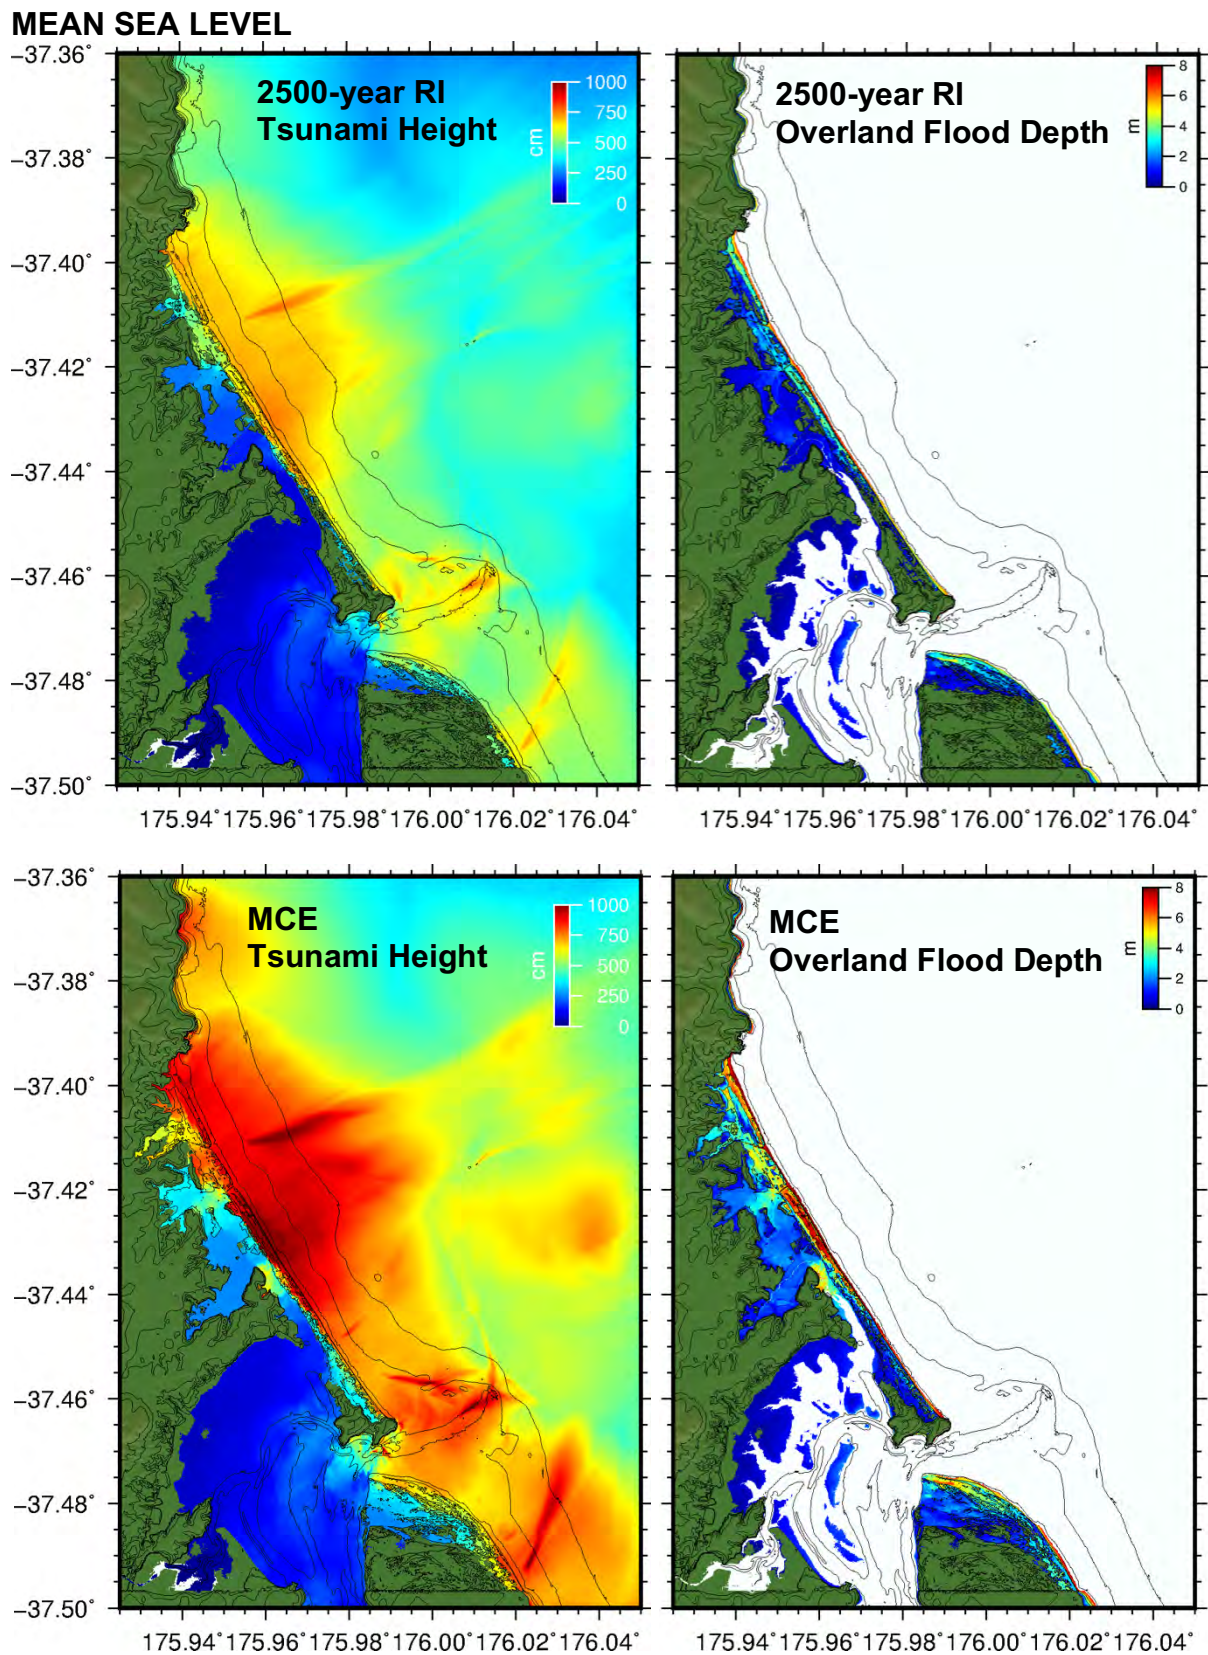 MEAN SEA LEVEL
−37.36˚
−37.38˚
−37.40˚
−37.42˚
−37.44˚
−37.46˚
−37.48˚
−37.50˚
2500-year RI
Tsunami Height
cm
1000
750
500
250
0
175.94˚ 175.96˚ 175.98˚ 176.00˚ 176.02˚ 176.04˚
2500-year RI
Overland Flood Depth
m
8
6
4
2
0
175.94˚ 175.96˚ 175.98˚ 176.00˚ 176.02˚ 176.04˚
−37.36˚
−37.38˚
−37.40˚
−37.42˚
−37.44˚
−37.46˚
−37.48˚
−37.50˚
MCE
Tsunami Height
cm
1000
750
500
250
0
175.94˚ 175.96˚ 175.98˚ 176.00˚ 176.02˚ 176.04˚
MCE
Overland Flood Depth
m
8
6
4
2
0
175.94˚ 175.96˚ 175.98˚ 176.00˚ 176.02˚ 176.04˚